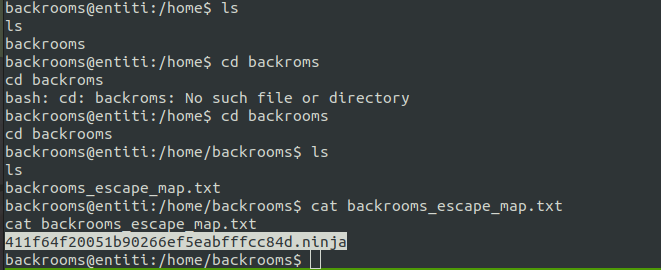 backrooms@entiti:/home$ ls
ls
backrooms
backrooms@entiti:/home$ cd backroms
cd backroms
bash: cd: backroms: No such file or directory
backrooms@entiti:/home$ cd backrooms
cd backrooms
backrooms@entiti:/home/backrooms$ ls
ls
backrooms_escape_map.txt
backrooms@entiti:/home/backrooms$ cat backrooms_escape_map.txt
cat backrooms_escape_map.txt
411f64f20051b90266ef5eabfffcc84d.ninja
backrooms@entiti:/home/backrooms$